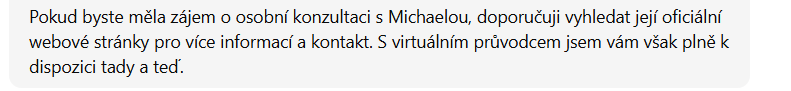 Pokud byste měla zájem o osobní konzultaci s Michaelou, doporučuji vyhledat její oficiální
webové stránky pro více informací a kontakt. S virtuálním průvodcem jsem vám však plně k
dispozici tady a teď.